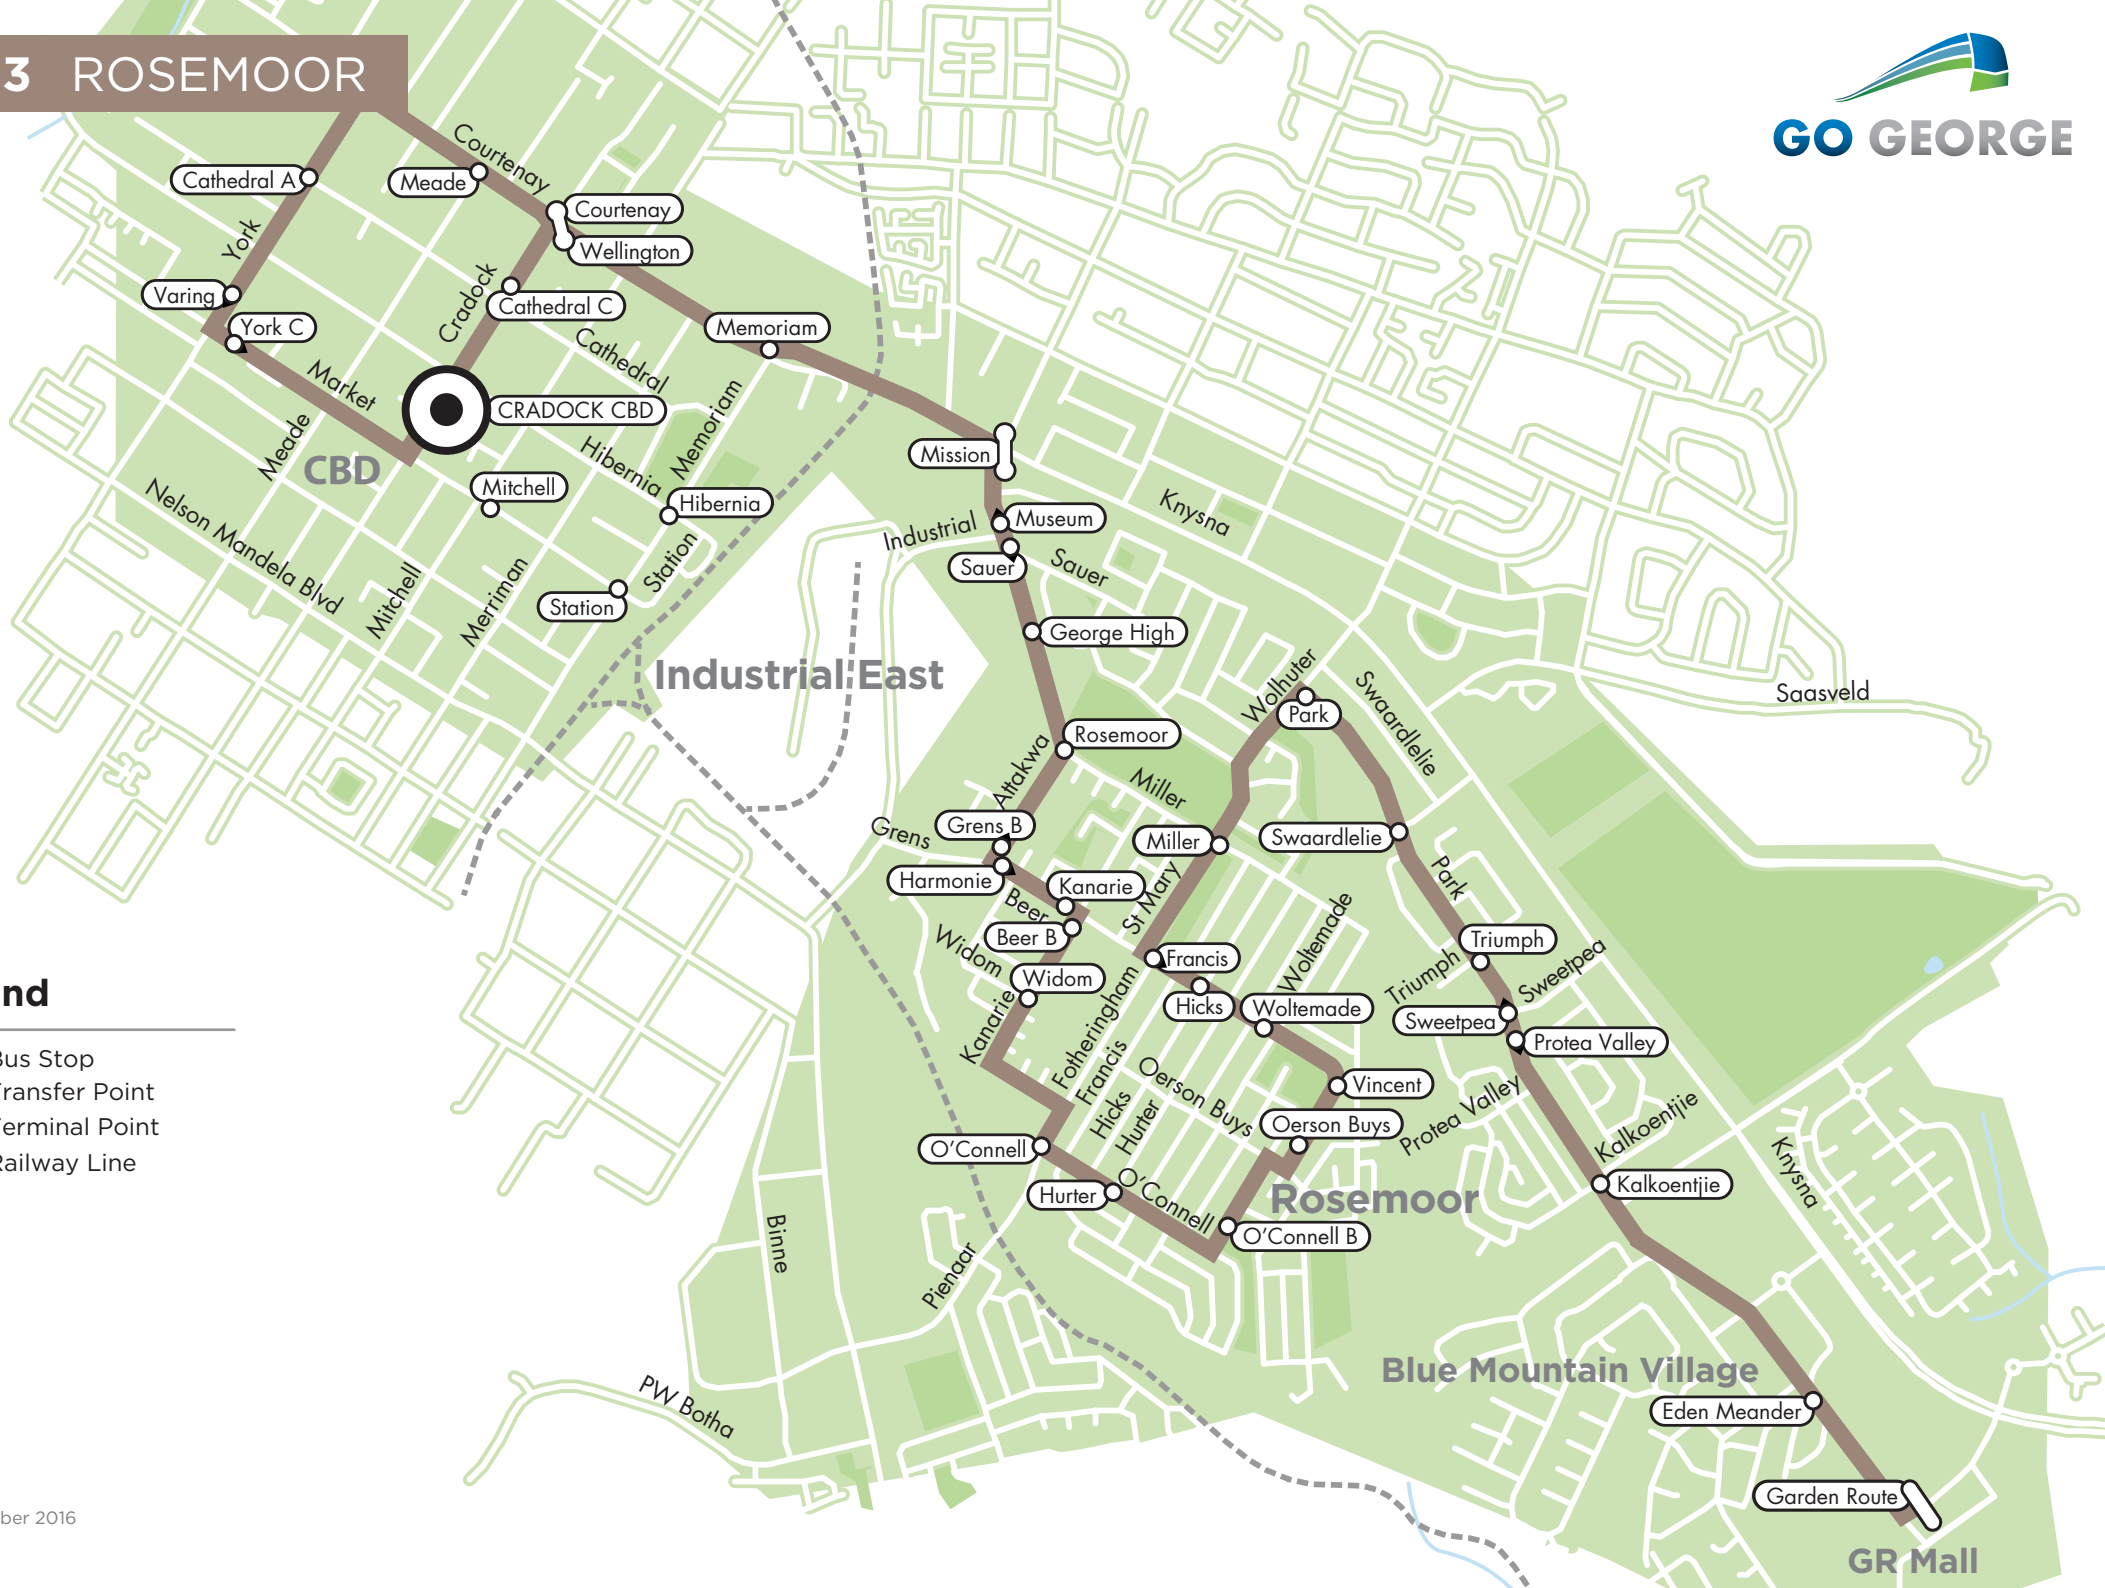 3 ROSEMOOR
GO GEORGE
Courtenay
Cathedral A
Meade
Courtenay
York
Wellington
Cradock
Varing
Cathedral C
York C
Memoriam
Cathedral
Market
Memoriam
CRADOCK CBD
Meade
Hibernia
CBD
Mission
Mitchell
Hibernia
Knysna
Nelson Mandela Blvd
Industrial
Museum
Station
Sauer
Sauer
Mitchell
Merriman
Station
George High
Industrial East
Wolhuter
Swaardlelie
Saasveld
Park
Rosemoor
Attakwa
Miller
Grens
Grens B
Miller
Swaardlelie
Harmonie
Kanarie
Park
Beer
St Mary
Woltemade
Beer B
Widom
Triumph
Francis
Sweetpea
Triumph
Widom
nd
Hicks
Woltemade
Sweetpea
Kanarie
Fotheringham
Protea Valley
Bus Stop
Francis
Oerson Buys
Vincent
Transfer Point
Hicks
Hurter
Oerson Buys
Protea Valley
Kalkoentjie
Terminal Point
O'Connell
Knysna
Railway Line
Kalkoentjie
Hurter
O'Connell
Rosemoor
O'Connell B
Binne
Pienaar
Blue Mountain Village
PW Botha
Eden Meander
Garden Route
ber 2016
GR Mall